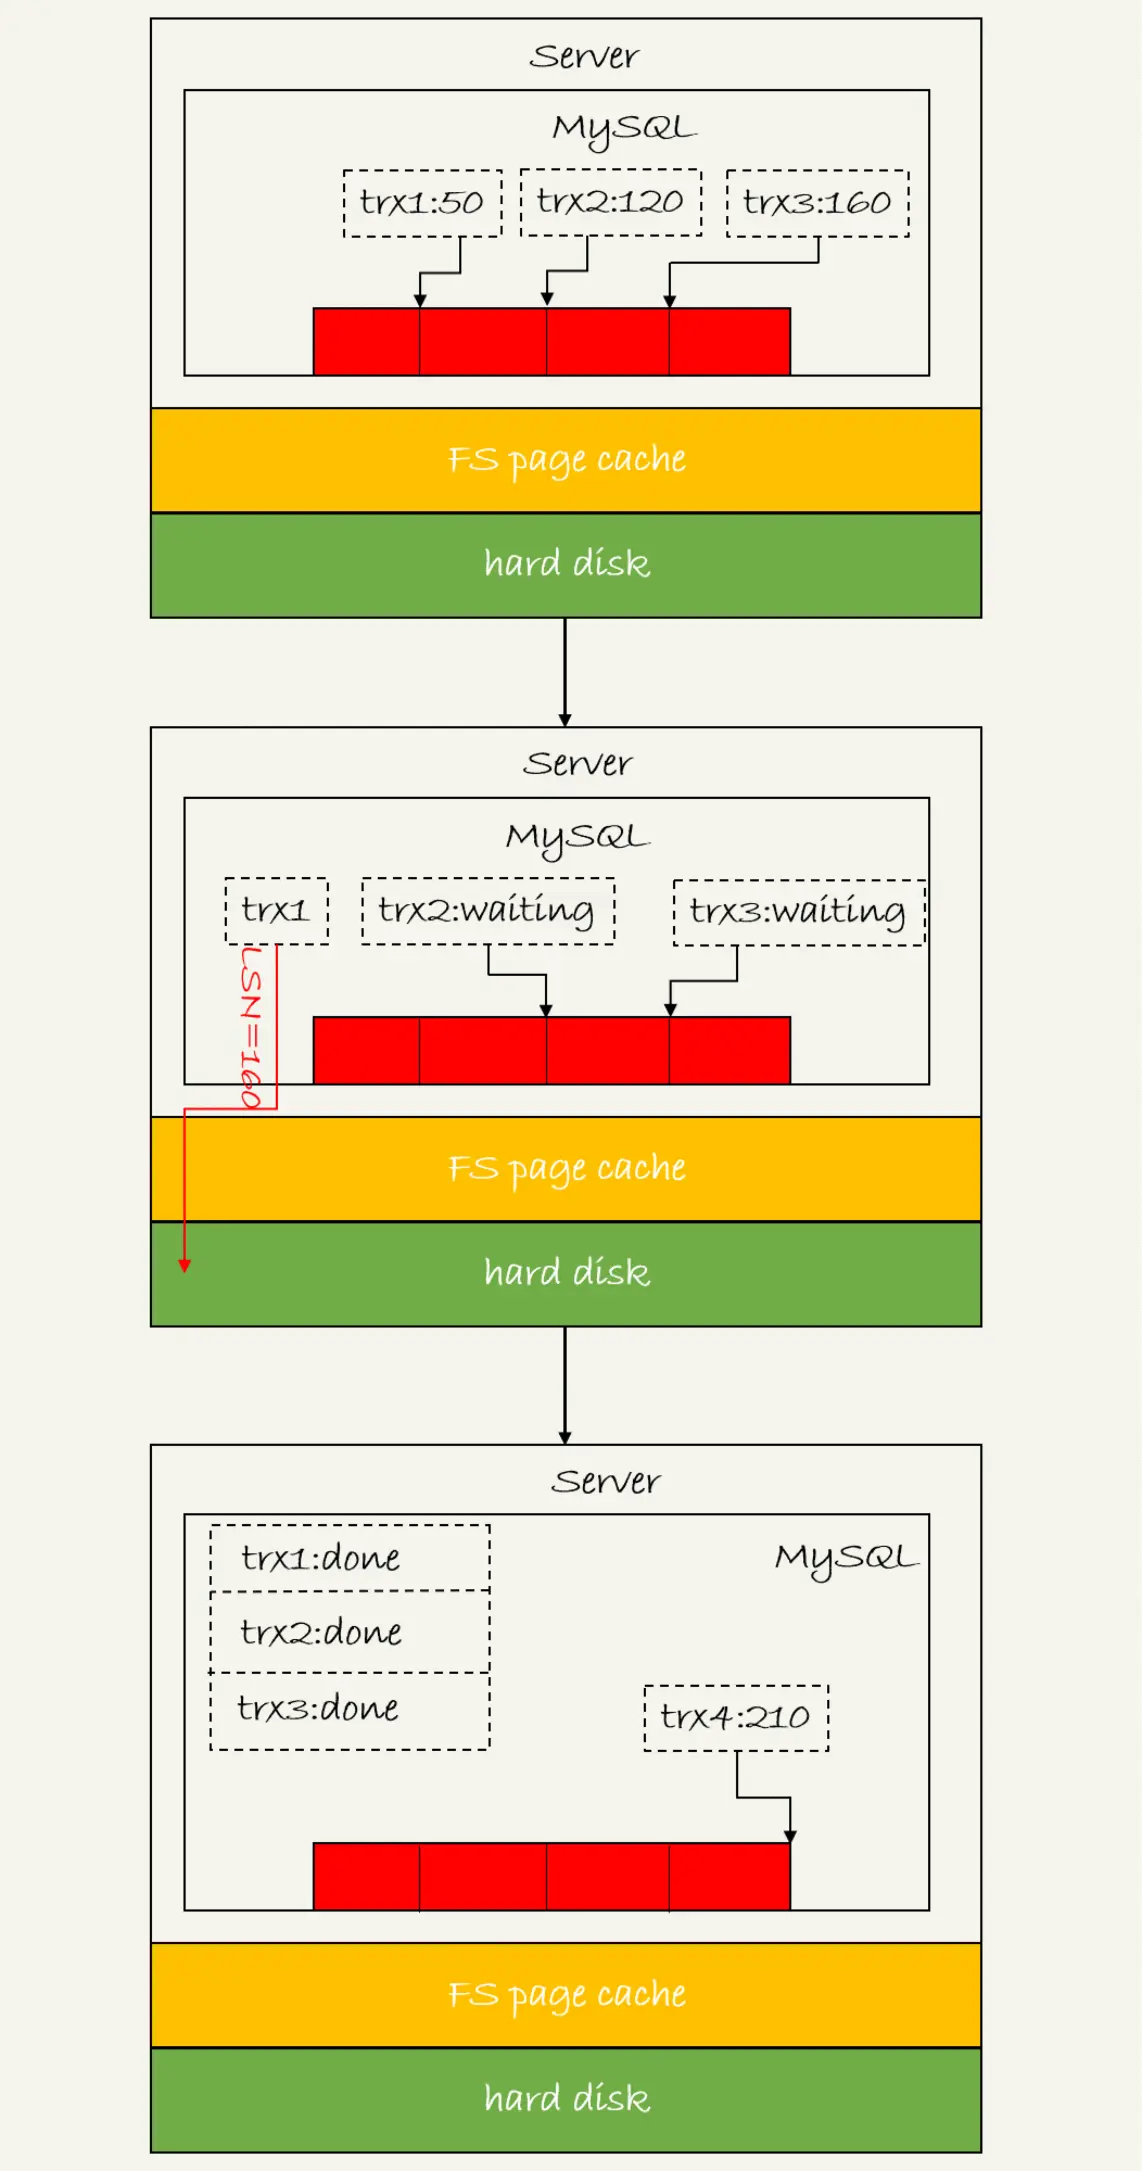 Server
MySQL
trx1:50
trx2:120
trx3:160
FS page cache
hard disk
Server
MySQL
trx1
trx2:waiting
trx3:waiting
LSN=160
FS page cache
hard disk
Server
MySQL
trx1:done
trx2:done
trx3:done
trx4:210
FS page cache
hard disk